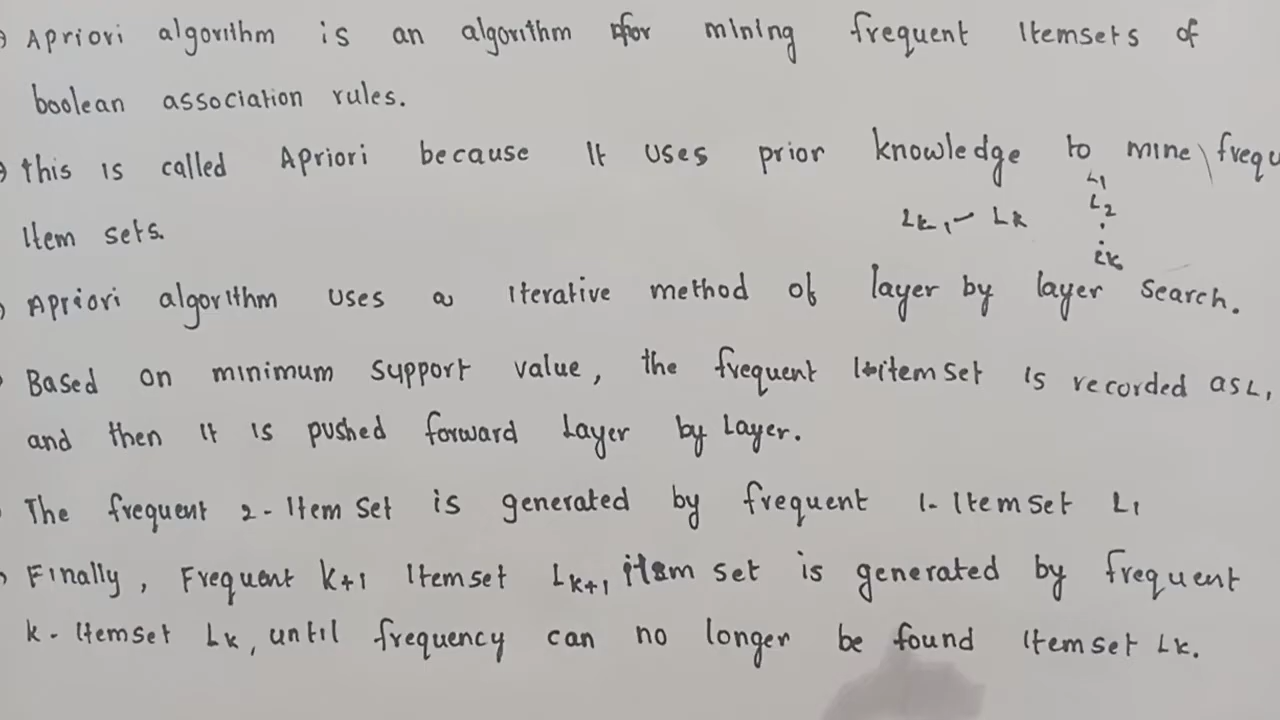 Apriori algorithm is an algorithm for mining frequent Itemsets of
boolean association rules.
this is called Apriori because It uses prior knowledge to mine frequ
Item sets.
L1
L2
Lk
Apriori algorithm uses a iterative method of layer by layer search.
Based on minimum support value, the frequent 1-itemset is recorded as L1
and then It is pushed forward Layer by Layer.
The frequent 2-Item Set is generated by frequent 1-Itemset L1
Finally, Frequent k+1 Itemset Lk+1 item set is generated by frequent
k-Itemset Lk, until frequency can no longer be found Itemset Lk.